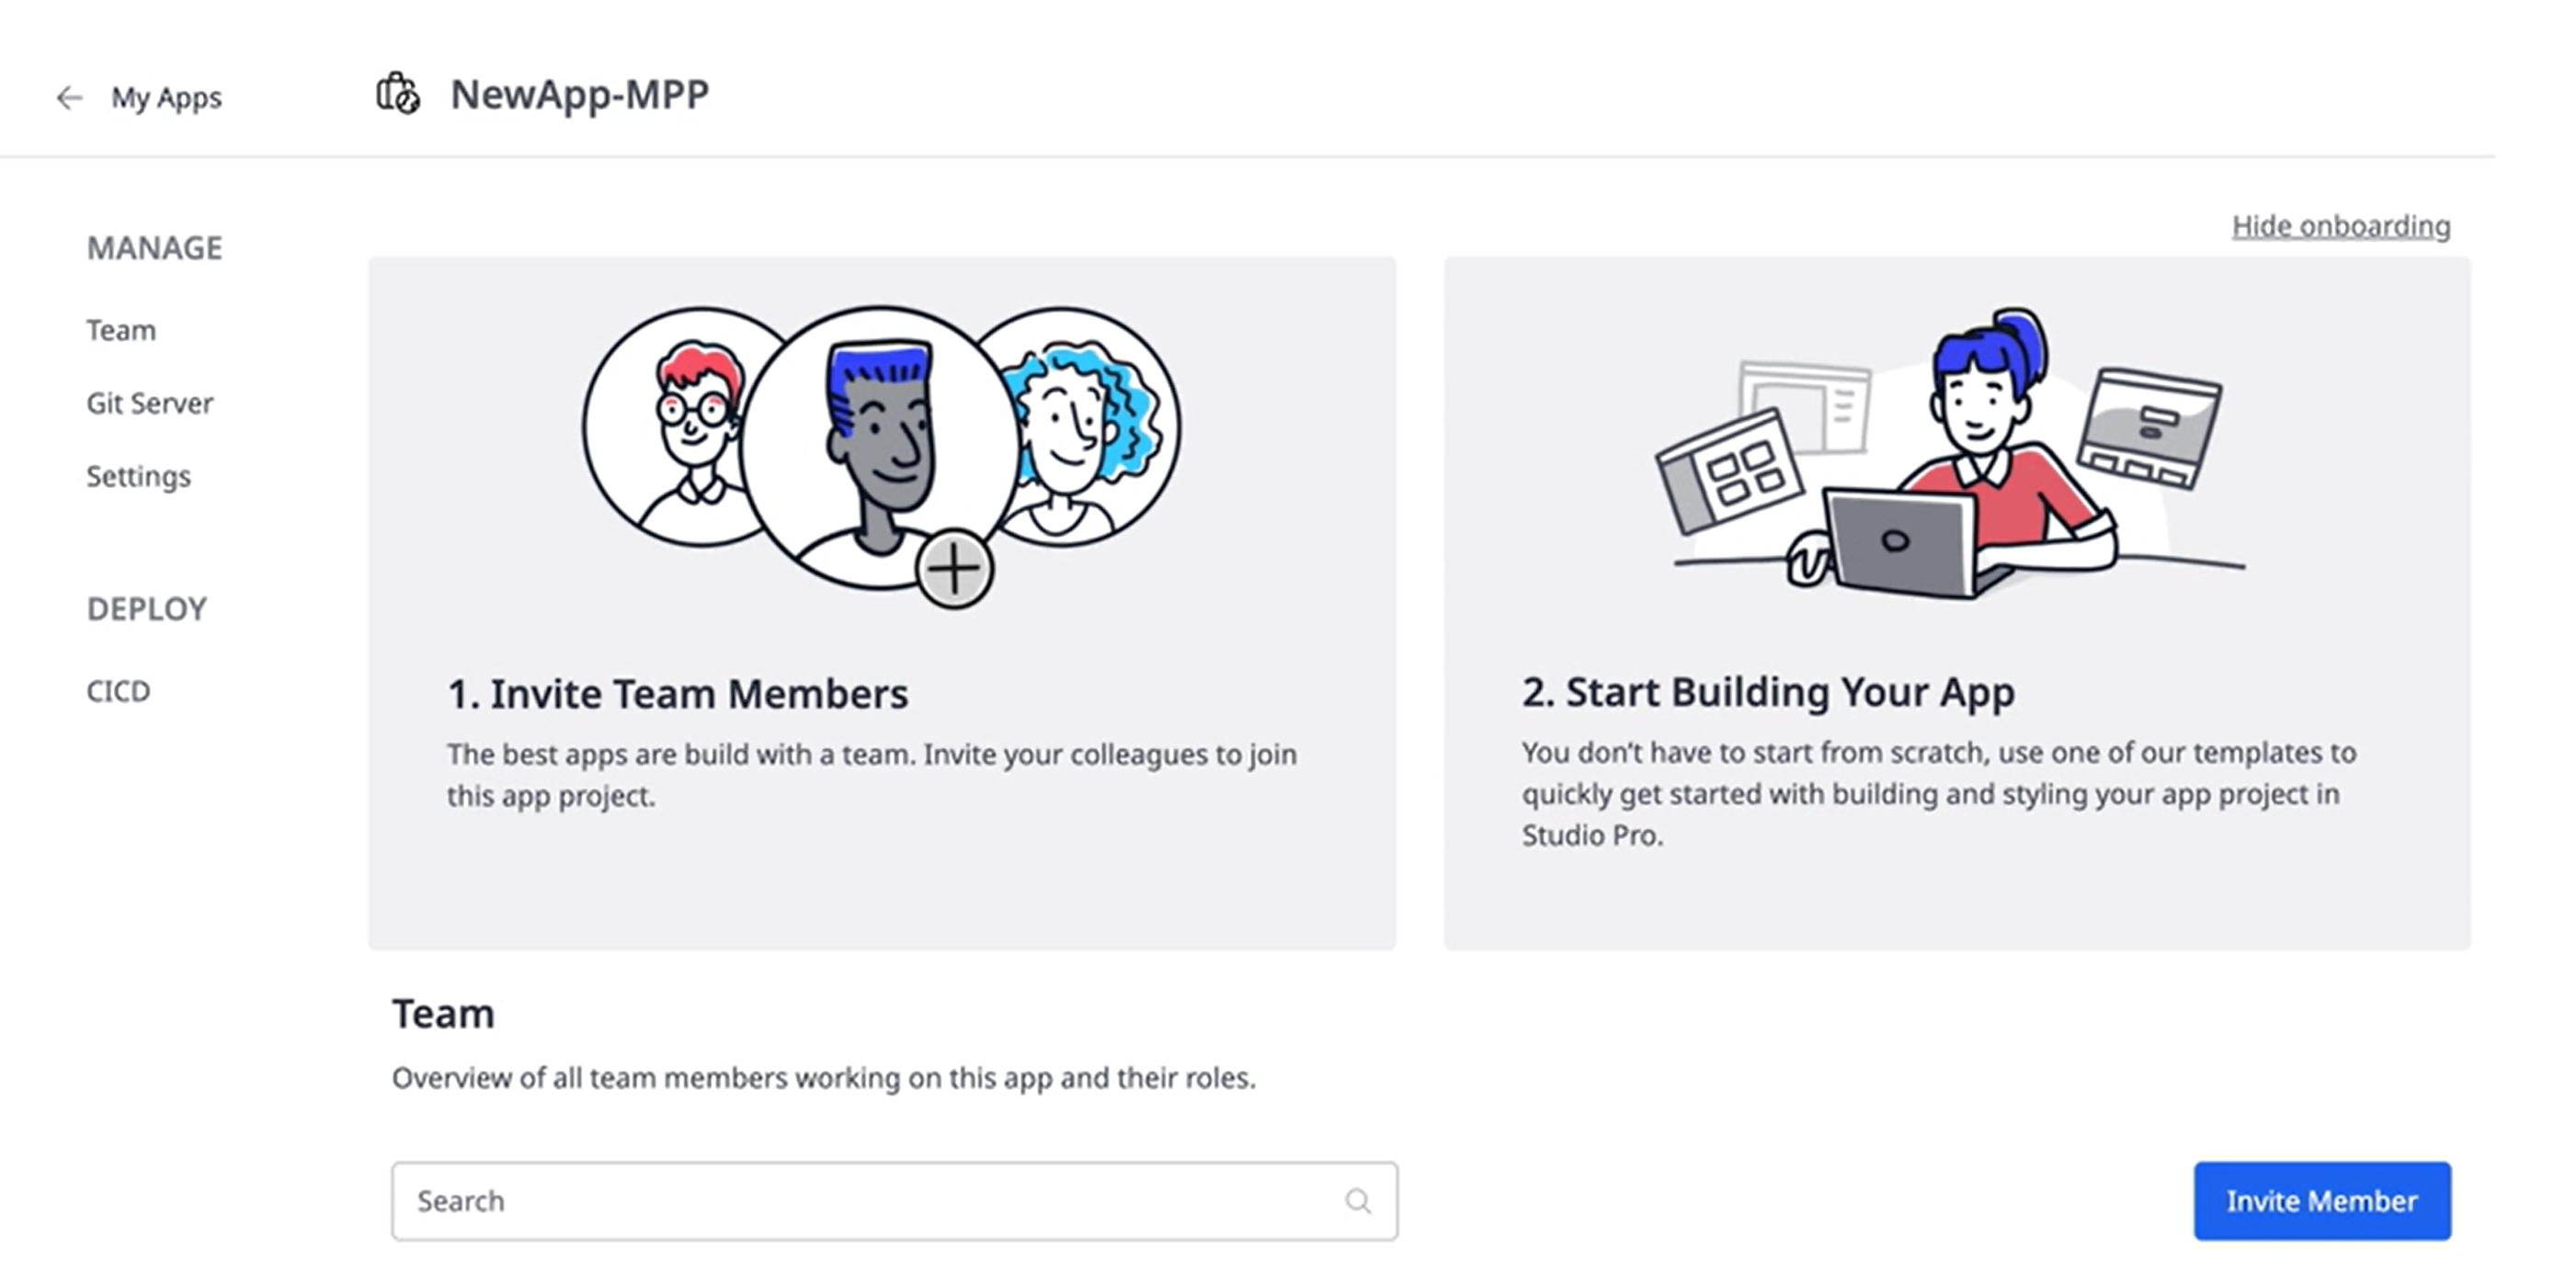 My Apps
NewApp-MPP
MANAGE
Team
Git Server
Settings
DEPLOY
CICD
Hide onboarding
1. Invite Team Members
The best apps are build with a team. Invite your colleagues to join
this app project.
2. Start Building Your App
You don't have to start from scratch, use one of our templates to
quickly get started with building and styling your app project in
Studio Pro.
Team
Overview of all team members working on this app and their roles.
Search
Invite Member